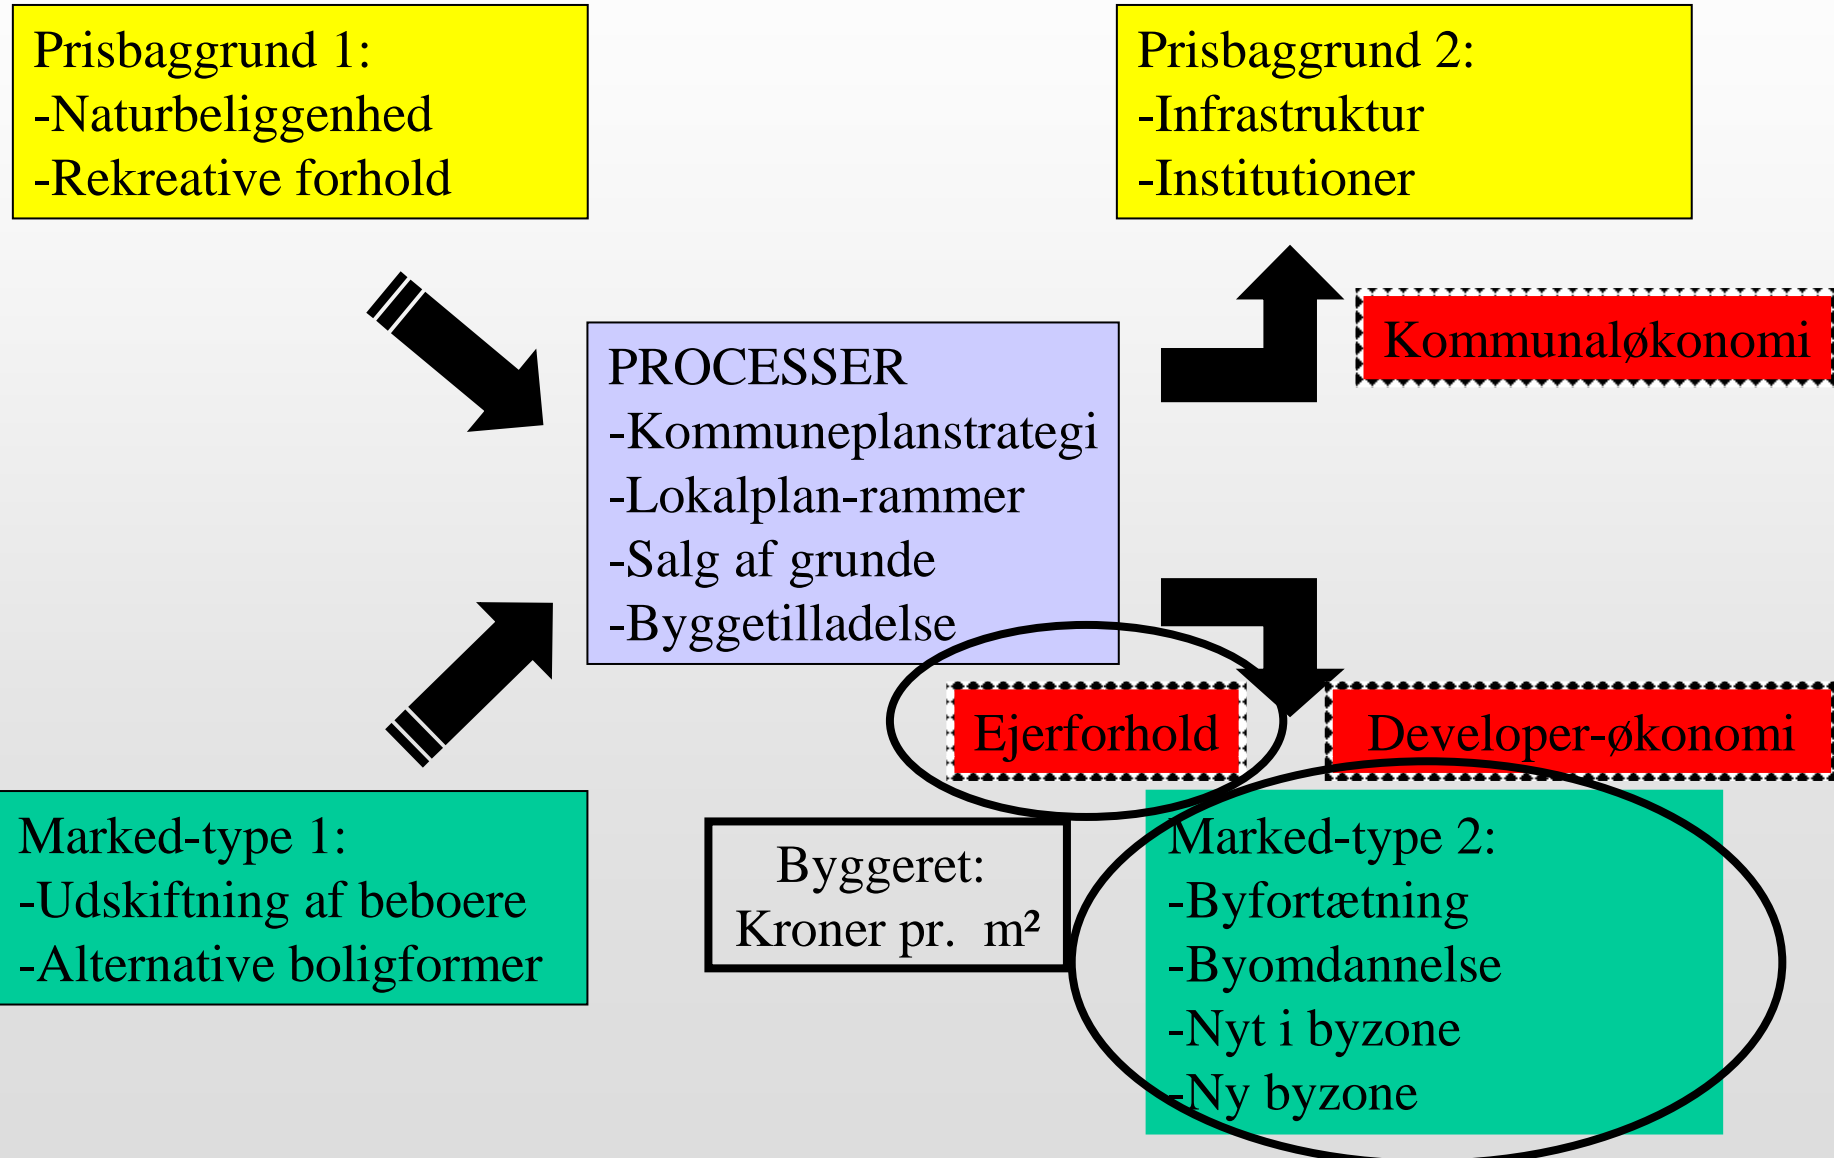 Prisbaggrund 1:
-Naturbeliggenhed
-Rekreative forhold
Prisbaggrund 2:
-Infrastruktur
-Institutioner
Kommunaløkonomi
PROCESSER
-Kommuneplanstrategi
-Lokalplan-rammer
-Salg af grunde
-Byggetilladelse
Ejerforhold
Developer-økonomi
Marked-type 1:
-Udskiftning af beboere
-Alternative boligformer
Byggeret:
Kroner pr.  m²
Marked-type 2:
-Byfortætning
-Byomdannelse
-Nyt i byzone
-Ny byzone